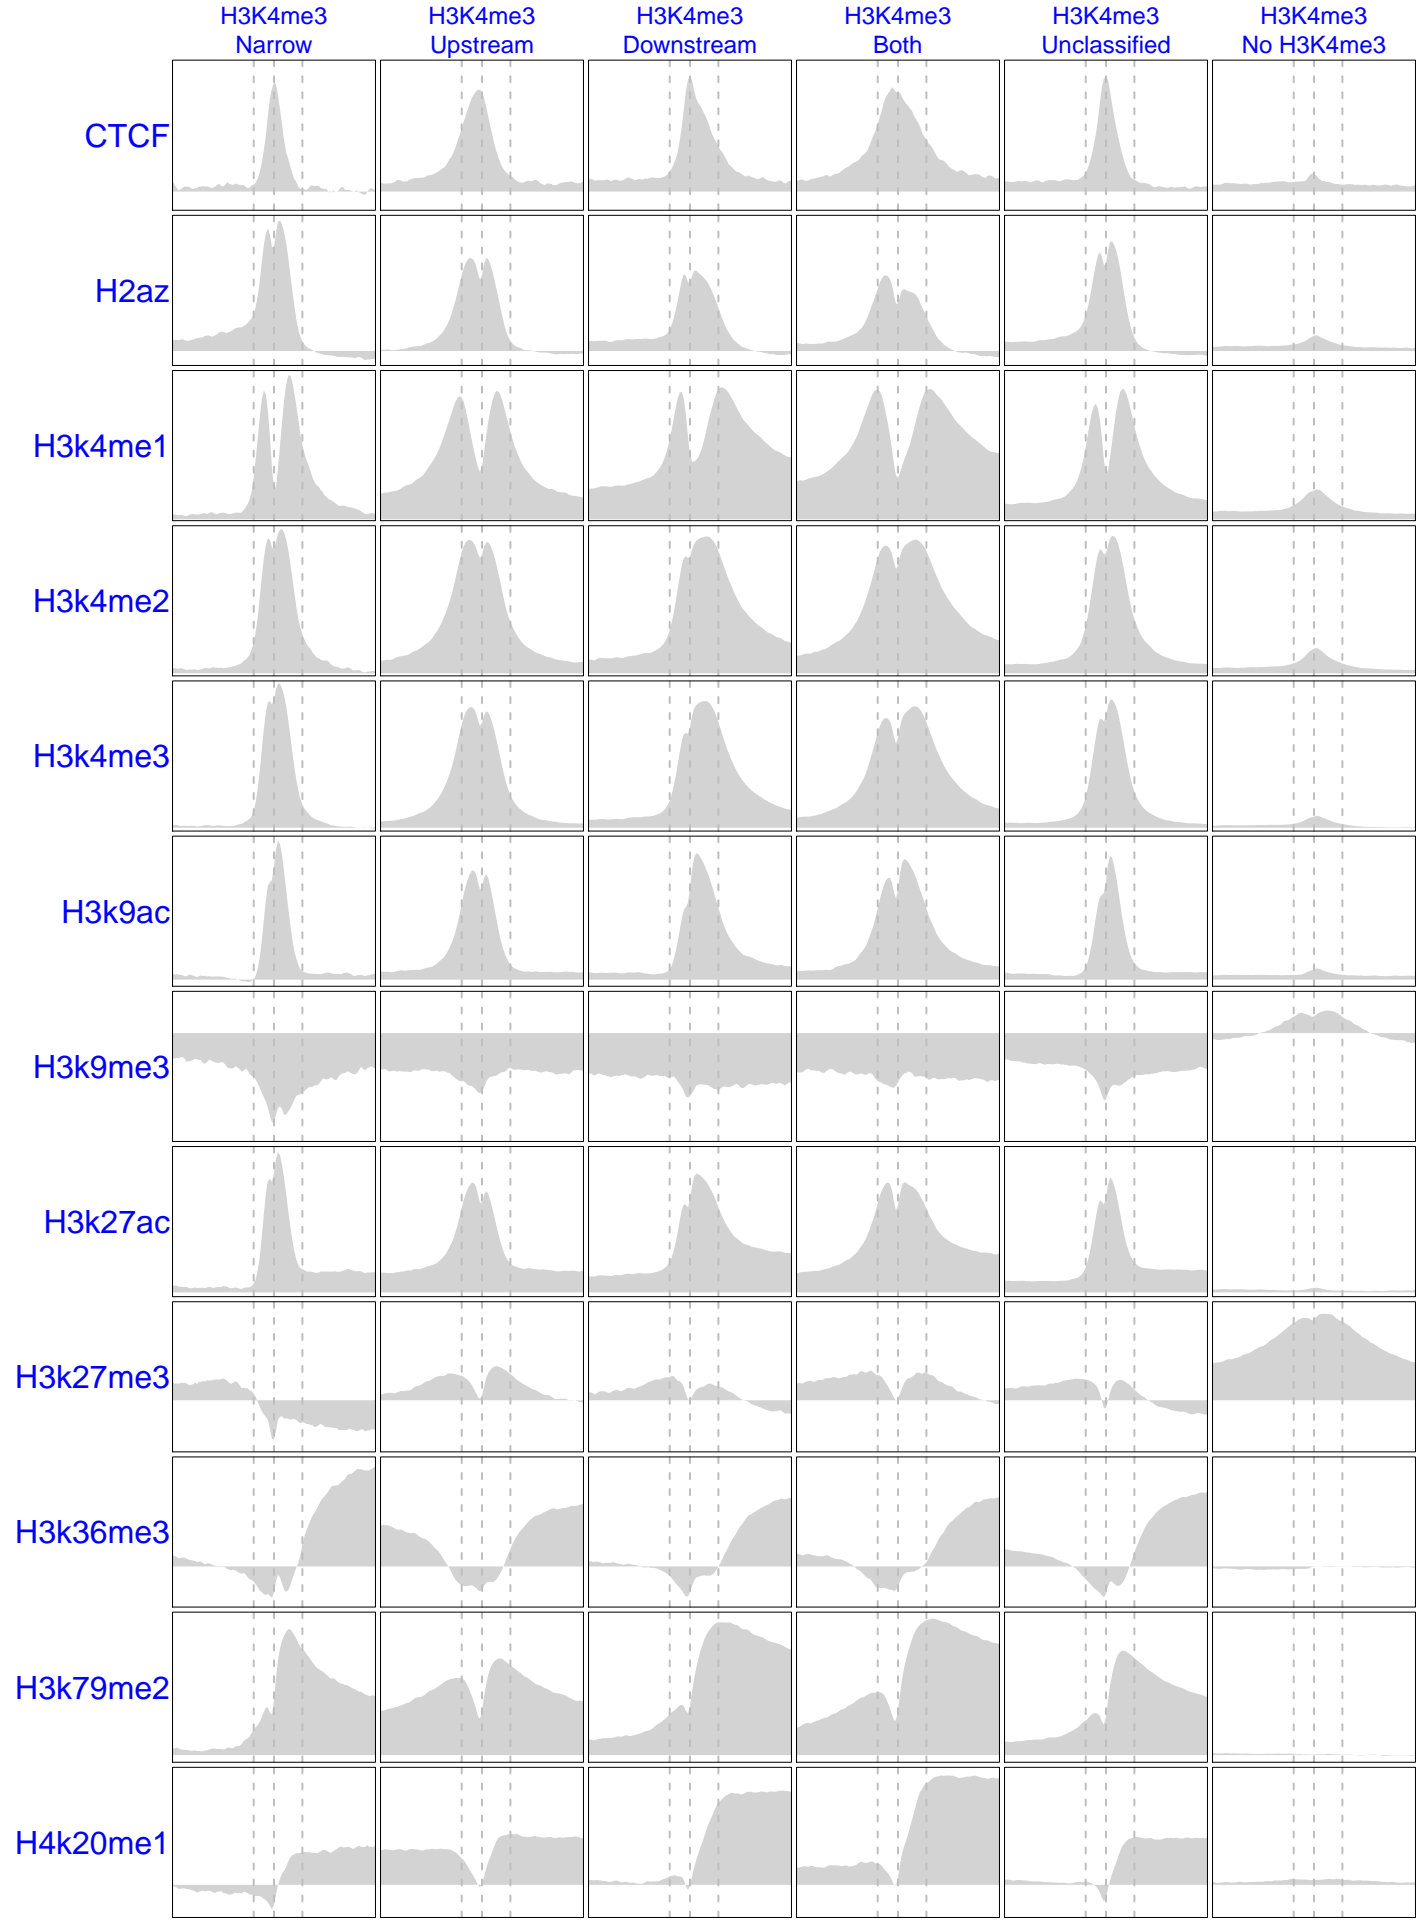 H3K4me3 H3K4me3 H3K4me3 H3K4me3 H3K4me3 H3K4me3
Narrow Upstream Downstream Both Unclassified No H3K4me3
CTCF
H2az
H3k4me1
H3k4me2
H3k4me3
H3k9ac
H3k9me3
H3k27ac
H3k27me3
H3k36me3
H3k79me2
H4k20me1